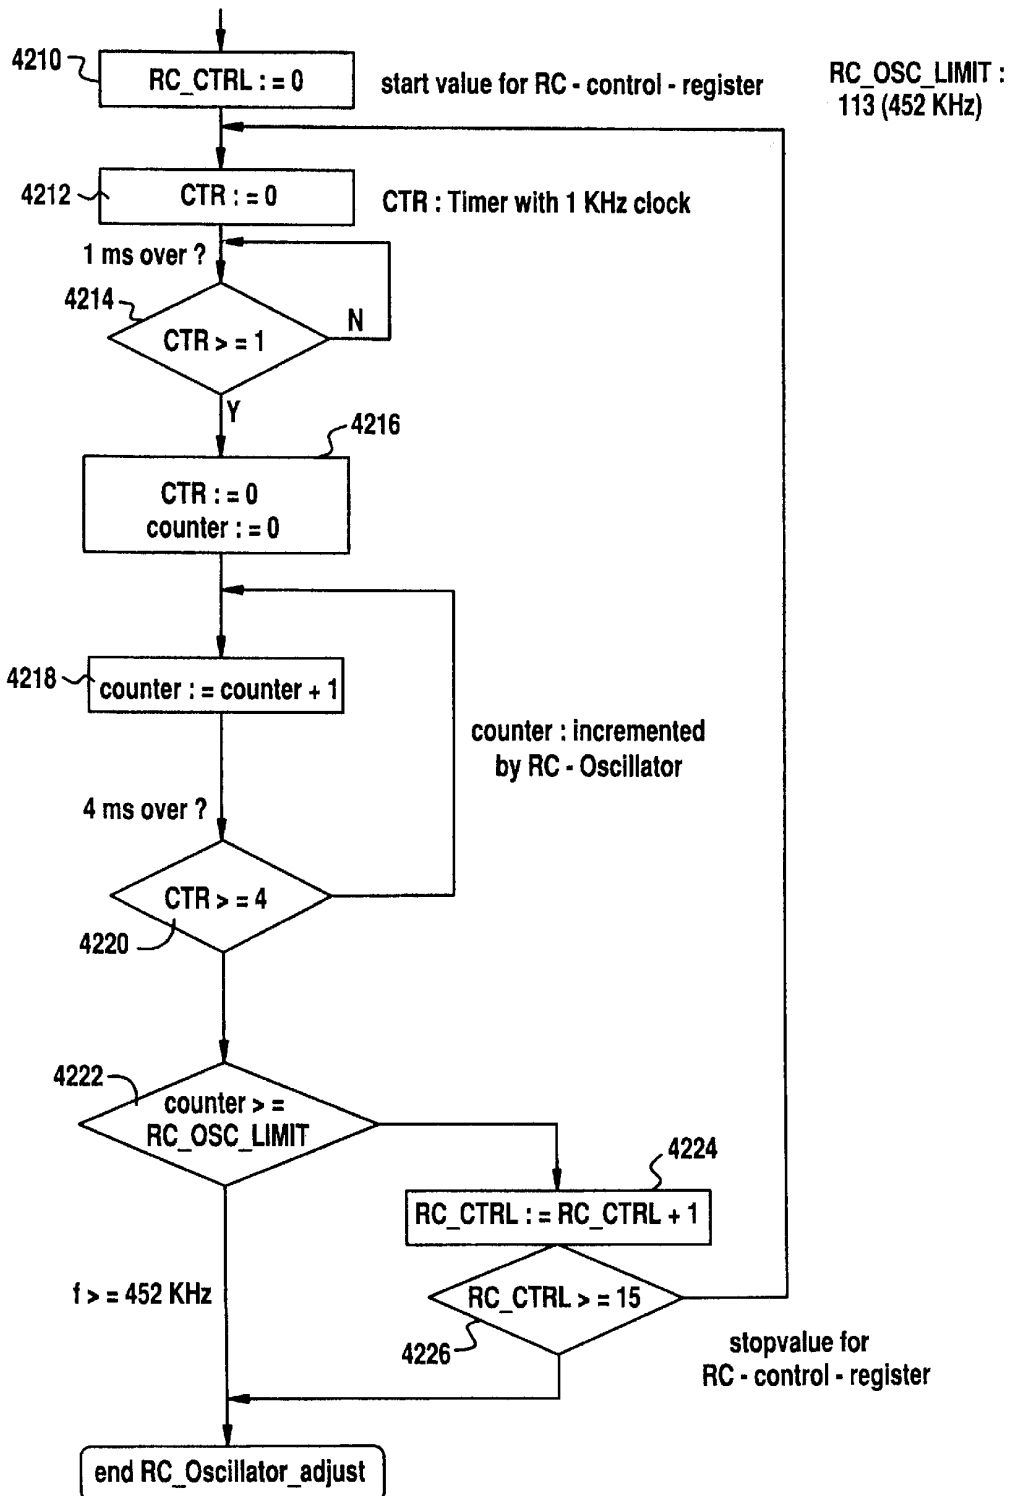 4210
RC_CTRL : = 0
start value for RC - control - register
RC_OSC_LIMIT :
113 (452 KHz)
4212
CTR : = 0
CTR : Timer with 1 KHz clock
1 ms over ?
4214
CTR > = 1
N
Y
4216
CTR : = 0
counter : = 0
4218
counter : = counter + 1
counter : incremented
by RC - Oscillator
4 ms over ?
CTR > = 4
4220
4222
counter > =
RC_OSC_LIMIT
4224
RC_CTRL : = RC_CTRL + 1
f > = 452 KHz
RC_CTRL > = 15
4226
stopvalue for
RC - control - register
end RC_Oscillator_adjust